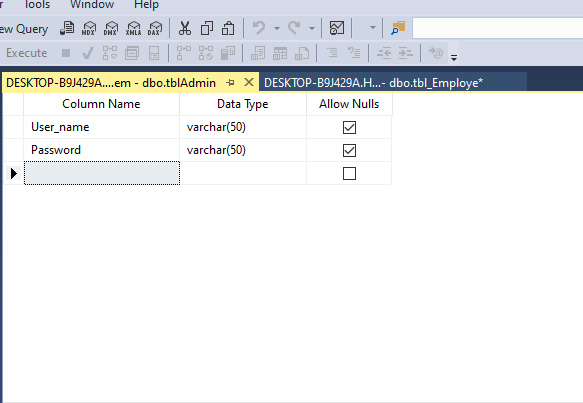 Tools Window Help
ew Query MDX DMX XMLA DAX
Execute
DESKTOP-B9J429A....em - dbo.tblAdmin DESKTOP-B9J429A.H...- dbo.tbl_Employe*
Column Name Data Type Allow Nulls
User_name varchar(50)
Password varchar(50)